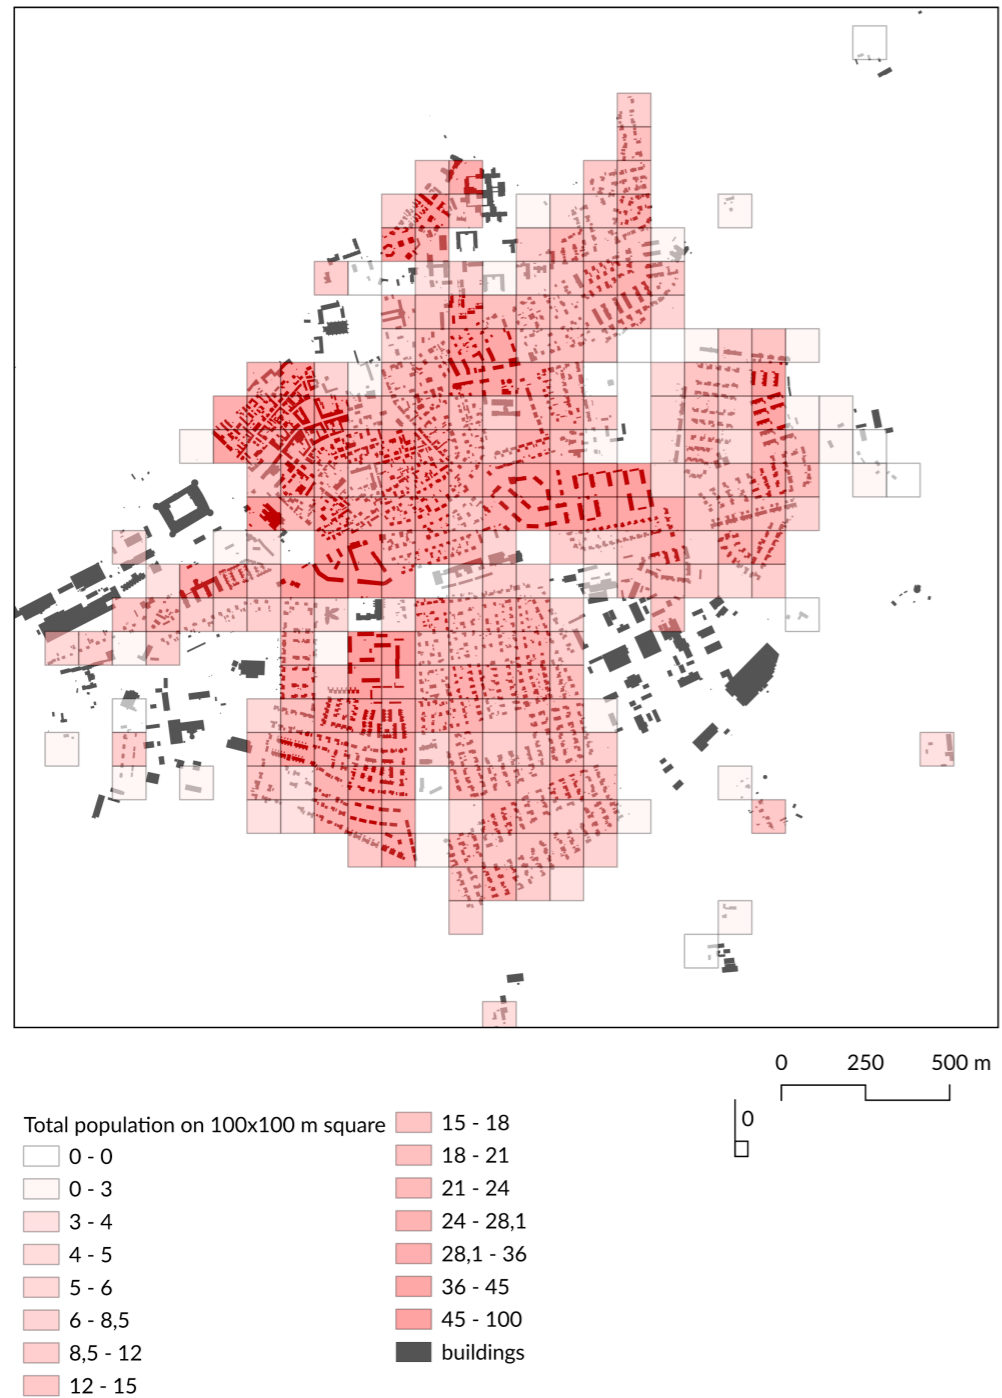 0 250 500 m
0
Total population on 100x100 m square
0 - 0
0 - 3
3 - 4
4 - 5
5 - 6
6 - 8,5
8,5 - 12
12 - 15
15 - 18
18 - 21
21 - 24
24 - 28,1
28,1 - 36
36 - 45
45 - 100
buildings